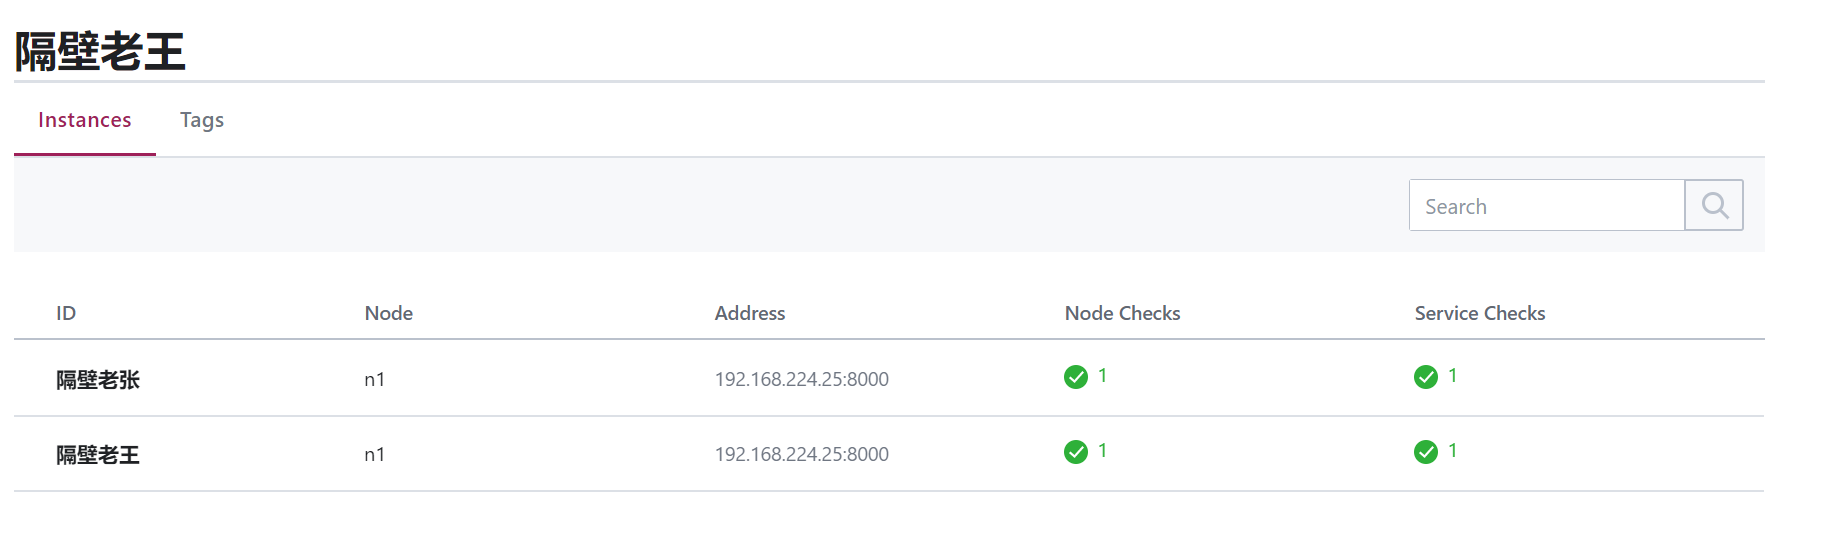 隔壁老王
Instances Tags
Search
ID Node Address Node Checks Service Checks
隔壁老张 n1 192.168.224.25:8000 1 1
隔壁老王 n1 192.168.224.25:8000 1 1